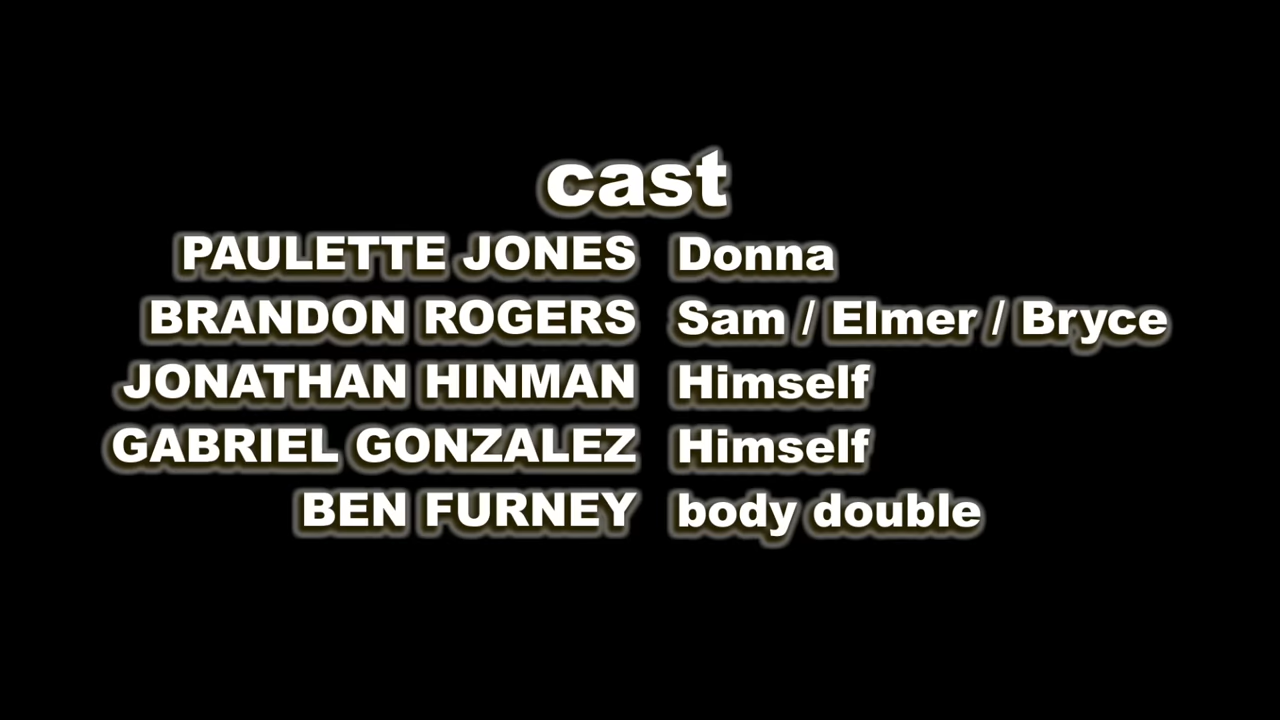 cast
PAULETTE JONES Donna
BRANDON ROGERS Sam / Elmer / Bryce
JONATHAN HINMAN Himself
GABRIEL GONZALEZ Himself
BEN FURNEY body double